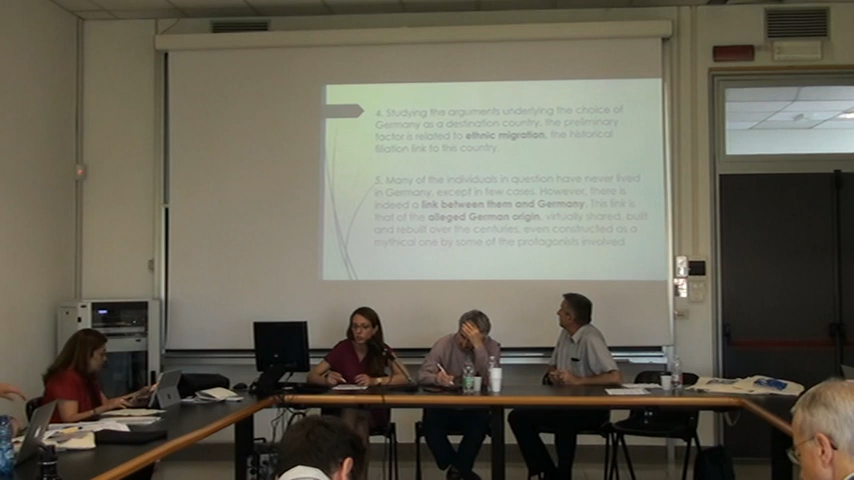 4. Studying the arguments underlying the choice of
Germany as a destination country, the preliminary
factor is related to ethnic migration, the historical
filiation link to this country.
5. Many of the individuals in question have never lived
in Germany, except in few cases. However, there is
indeed a link between them and Germany. This link is
that of the alleged German origin, virtually shared, built
and rebuilt over the centuries, even constructed as a
mythical one by some of the protagonists involved.